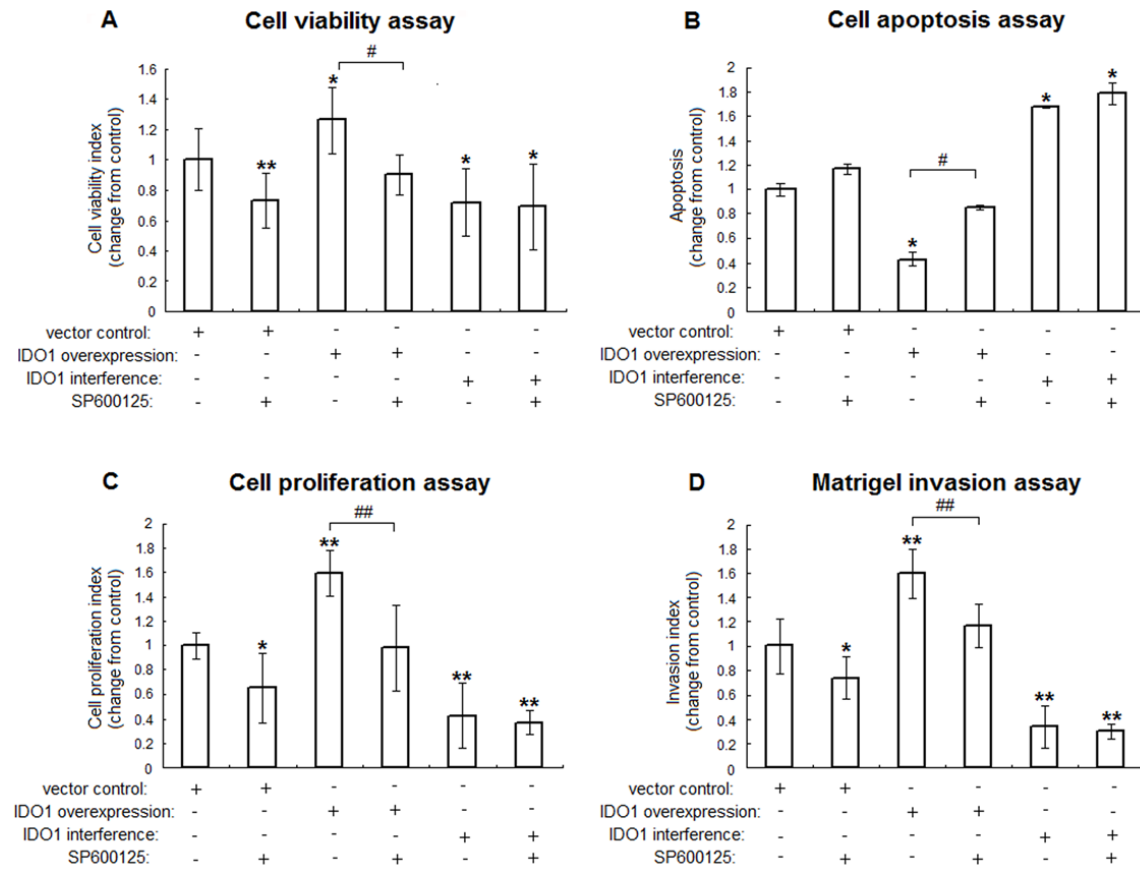 A Cell viability assay
#
Cell viability index
(change from control)
1.6
1.4
1.2
1
0.8
0.6
0.4
0.2
0
* ** * *
vector control: + + - - - -
IDO1 overexpression: - - + + - -
IDO1 interference: - - - - + +
SP600125: - + - + - +
B Cell apoptosis assay
#
Apoptosis
(change from control)
2
1.8
1.6
1.4
1.2
1
0.8
0.6
0.4
0.2
0
* * *
vector control: + + - - - -
IDO1 overexpression: - - + + - -
IDO1 interference: - - - - + +
SP600125: - + - + - +
C Cell proliferation assay
##
Cell proliferation index
(change from control)
2
1.8
1.6
1.4
1.2
1
0.8
0.6
0.4
0.2
0
* ** ** **
vector control: + + - - - -
IDO1 overexpression: - - + + - -
IDO1 interference: - - - - + +
SP600125: - + - + - +
D Matrigel invasion assay
##
Invasion index
(change from control)
2
1.8
1.6
1.4
1.2
1
0.8
0.6
0.4
0.2
0
* ** ** **
vector control: + + - - - -
IDO1 overexpression: - - + + - -
IDO1 interference: - - - - + +
SP600125: - + - + - +